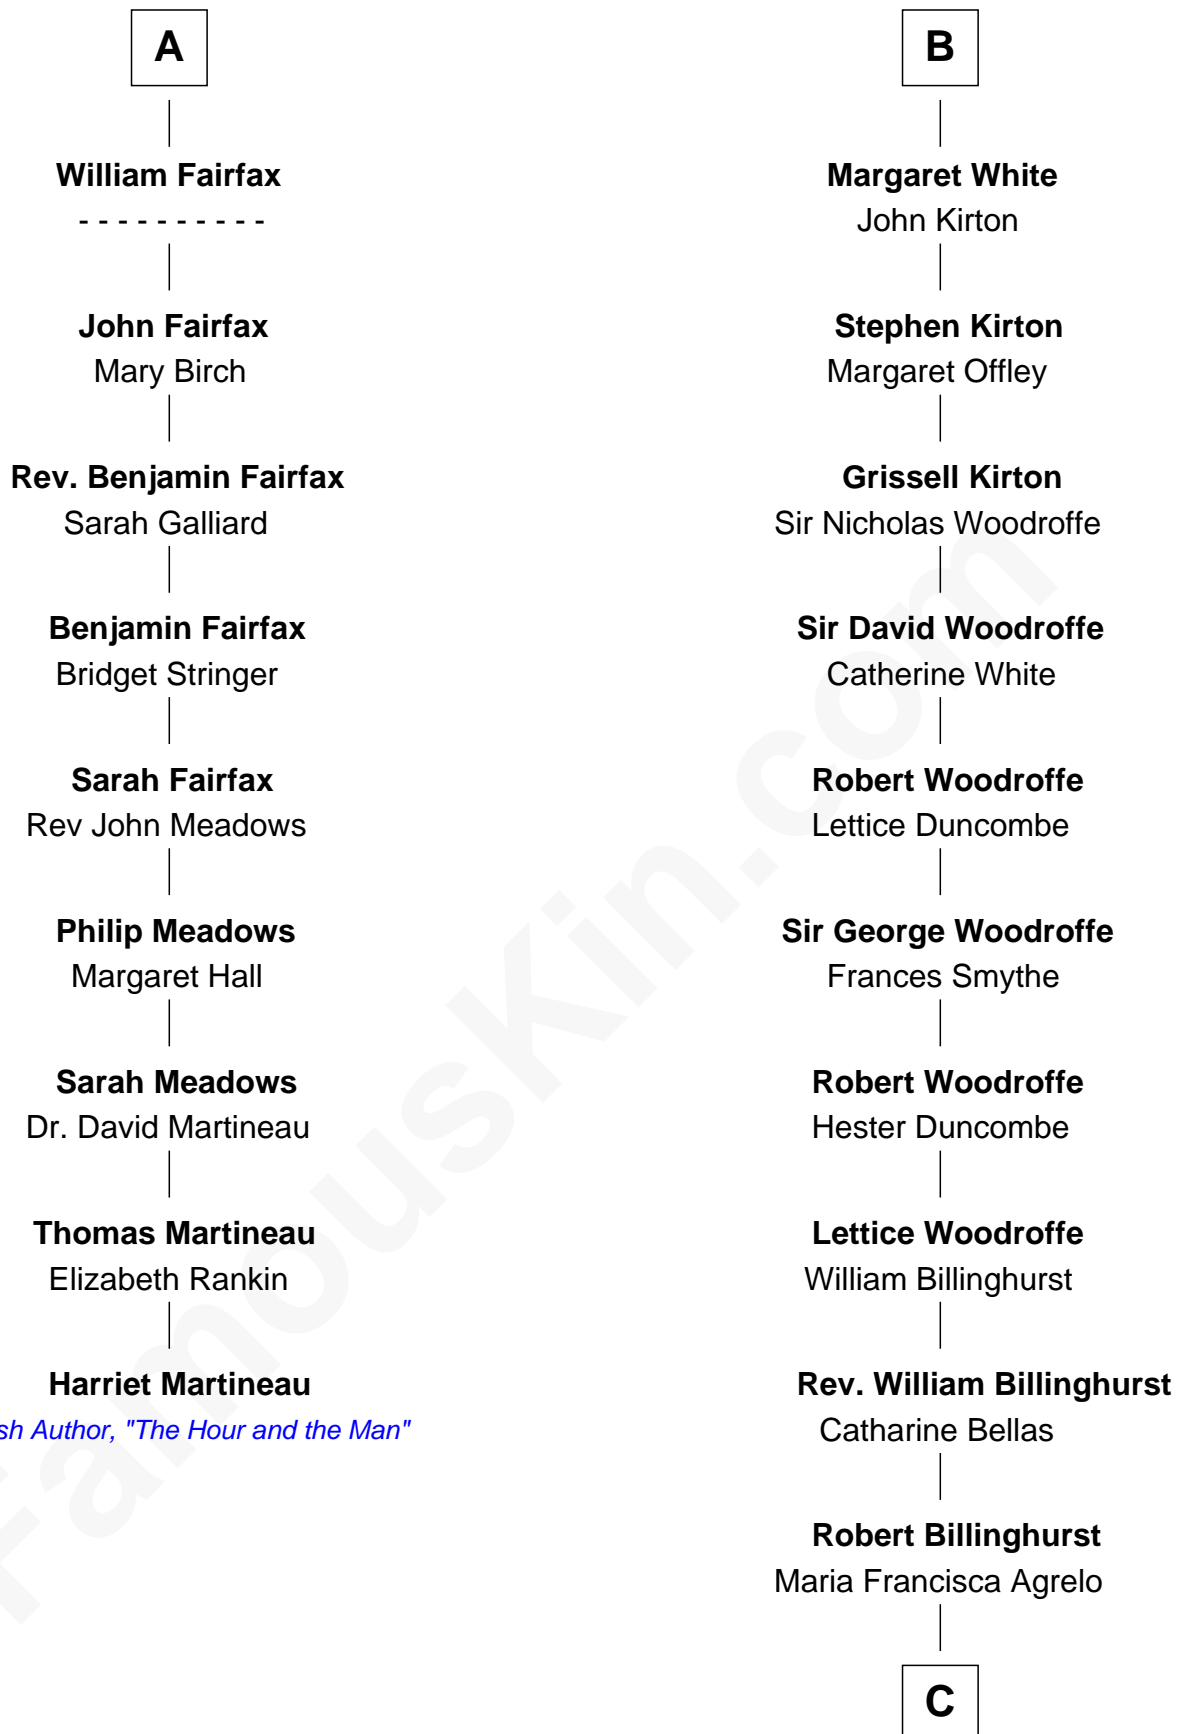 A
William Fairfax
- - - - - - - - - -
John Fairfax
Mary Birch
Rev. Benjamin Fairfax
Sarah Galliard
Benjamin Fairfax
Bridget Stringer
Sarah Fairfax
Rev John Meadows
Philip Meadows
Margaret Hall
Sarah Meadows
Dr. David Martineau
Thomas Martineau
Elizabeth Rankin
Harriet Martineau
sh Author, "The Hour and the Man"
B
Margaret White
John Kirton
Stephen Kirton
Margaret Offley
Grissell Kirton
Sir Nicholas Woodroffe
Sir David Woodroffe
Catherine White
Robert Woodroffe
Lettice Duncombe
Sir George Woodroffe
Frances Smythe
Robert Woodroffe
Hester Duncombe
Lettice Woodroffe
William Billinghurst
Rev. William Billinghurst
Catharine Bellas
Robert Billinghurst
Maria Francisca Agrelo
C
FamousKin.com